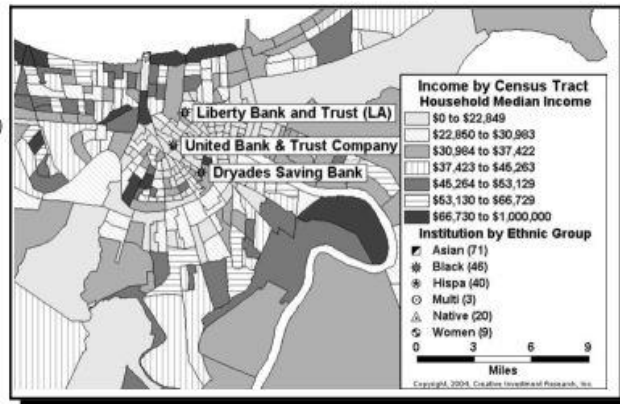 )
Liberty Bank and Trust (LA)
United Bank & Trust Company
Dryades Saving Bank
Income by Census Tract
Household Median Income
$0 to $22,849
$22,850 to $30,983
$30,984 to $37,422
$37,423 to $45,263
$45,264 to $53,129
$53,130 to $66,729
$66,730 to $1,000,000
Institution by Ethnic Group
Asian (71)
Black (46)
Hispa (40)
Multi (3)
Native (20)
Women (9)
0 3 6 9
Miles
Copyright, 2004, Creative Investment Research, Inc.